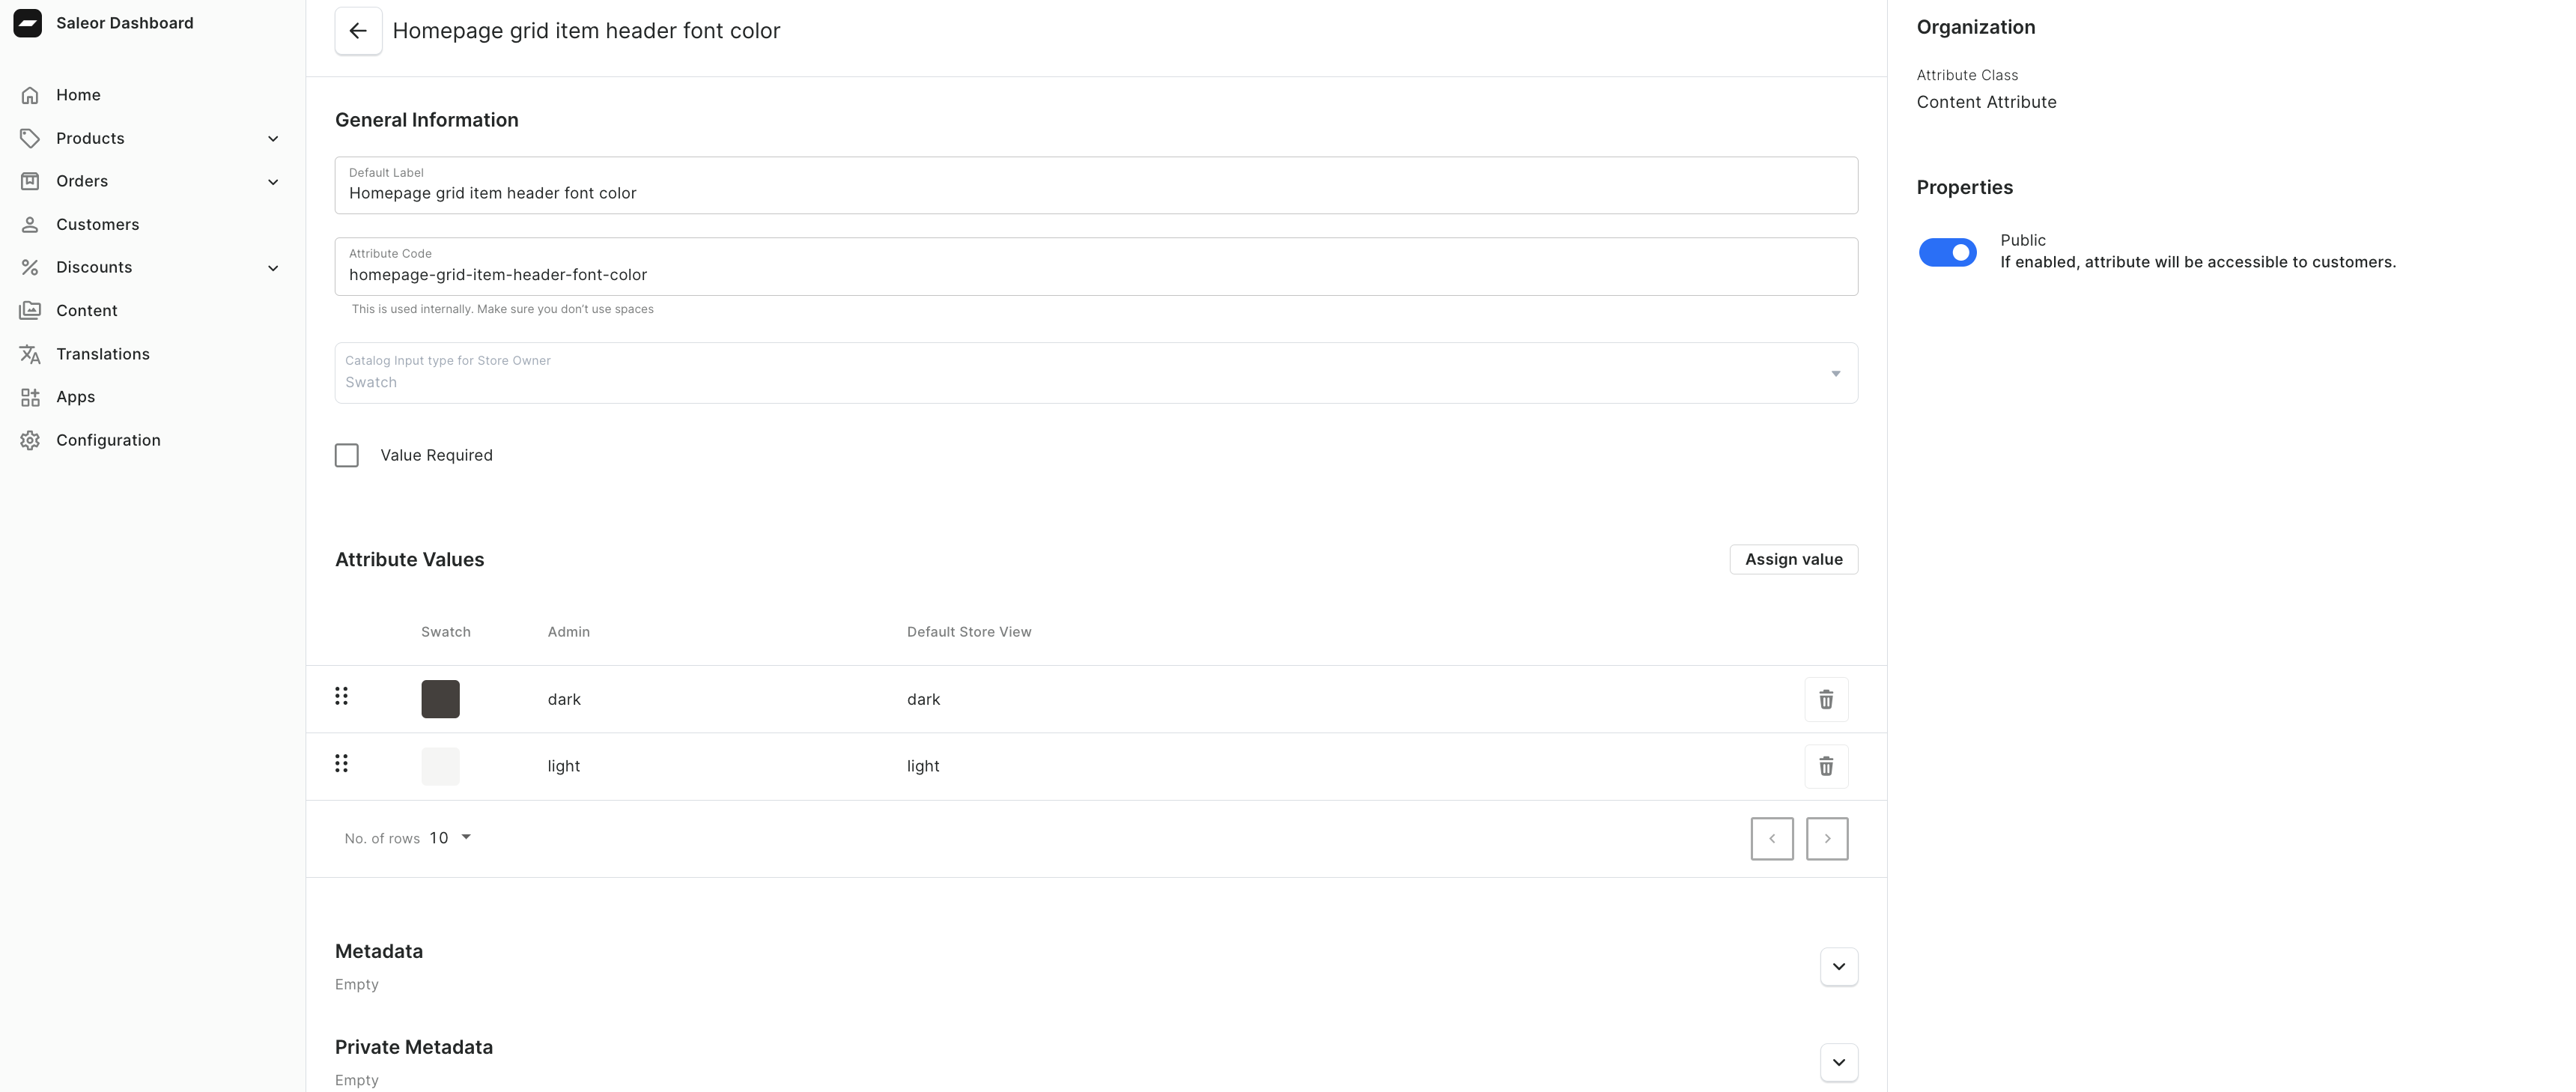 Saleor Dashboard
Home
Products
Orders
Customers
Discounts
Content
Translations
Apps
Configuration
Homepage grid item header font color
General Information
Default Label
Homepage grid item header font color
Attribute Code
homepage-grid-item-header-font-color
This is used internally. Make sure you don't use spaces
Catalog Input type for Store Owner
Swatch
Value Required
Attribute Values
Assign value
Swatch Admin Default Store View
dark dark
light light
No. of rows 10
Metadata
Empty
Private Metadata
Empty
Organization
Attribute Class
Content Attribute
Properties
Public
If enabled, attribute will be accessible to customers.